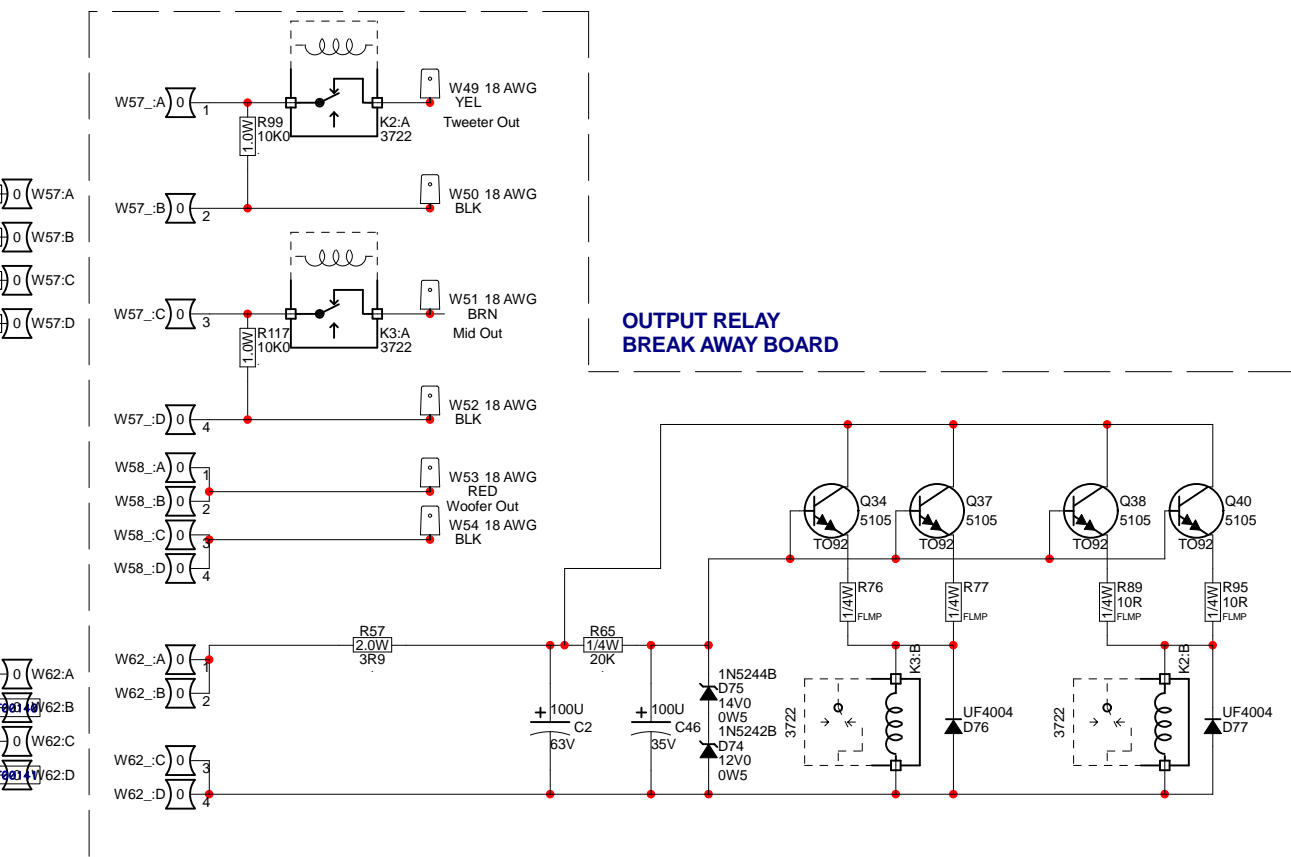 W57_:A
0
1
R99
10K0
1.0W
K2:A
3722
W49 18 AWG
YEL
Tweeter Out
W57_:B
0
2
W50 18 AWG
BLK
0
W57:A
0
W57:B
0
W57:C
0
W57:D
W57_:C
0
3
R117
10K0
1.0W
K3:A
3722
W51 18 AWG
BRN
Mid Out
OUTPUT RELAY
BREAK AWAY BOARD
W57_:D
0
4
W52 18 AWG
BLK
W58_:A
0
1
W58_:B
0
2
W53 18 AWG
RED
Woofer Out
W58_:C
0
3
W54 18 AWG
BLK
W58_:D
0
4
Q34
5105
TO92
Q37
5105
TO92
Q38
5105
TO92
Q40
5105
TO92
R76
1/4W
FLMP
R77
1/4W
FLMP
R89
10R
1/4W
FLMP
R95
10R
1/4W
FLMP
W62_:A
0
1
W62_:B
0
2
R57
2.0W
3R9
R65
1/4W
20K
0
W62:A
W62:B
0
W62:C
W62:D
+
100U
C2
63V
+
100U
C46
35V
1N5244B
D75
14V0
0W5
1N5242B
D74
12V0
0W5
3722
K3:B
UF4004
D76
3722
K2:B
UF4004
D77
W62_:C
0
3
W62_:D
0
4